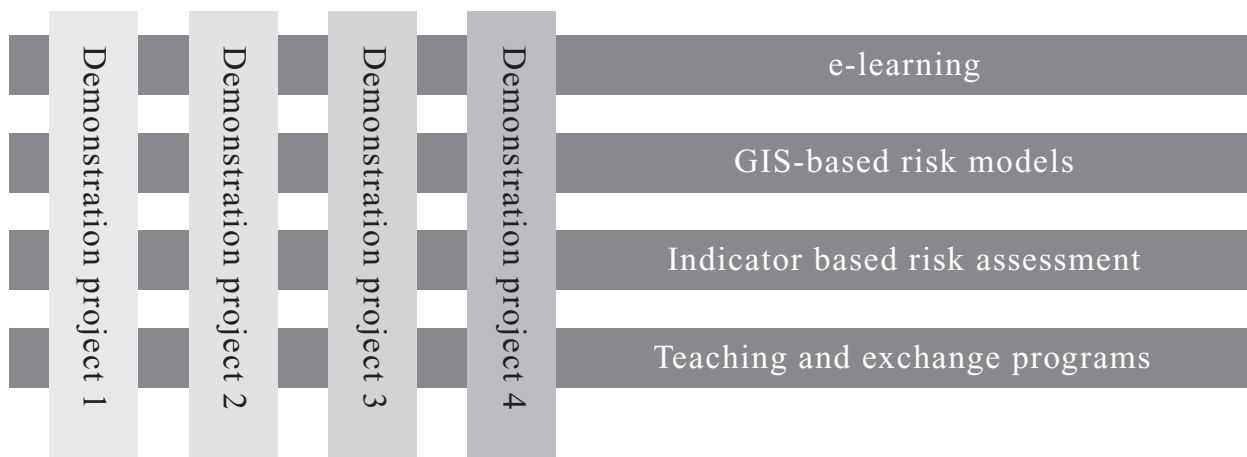 Demonstration project 1
Demonstration project 2
Demonstration project 3
Demonstration project 4
e-learning
GIS-based risk models
Indicator based risk assessment
Teaching and exchange programs